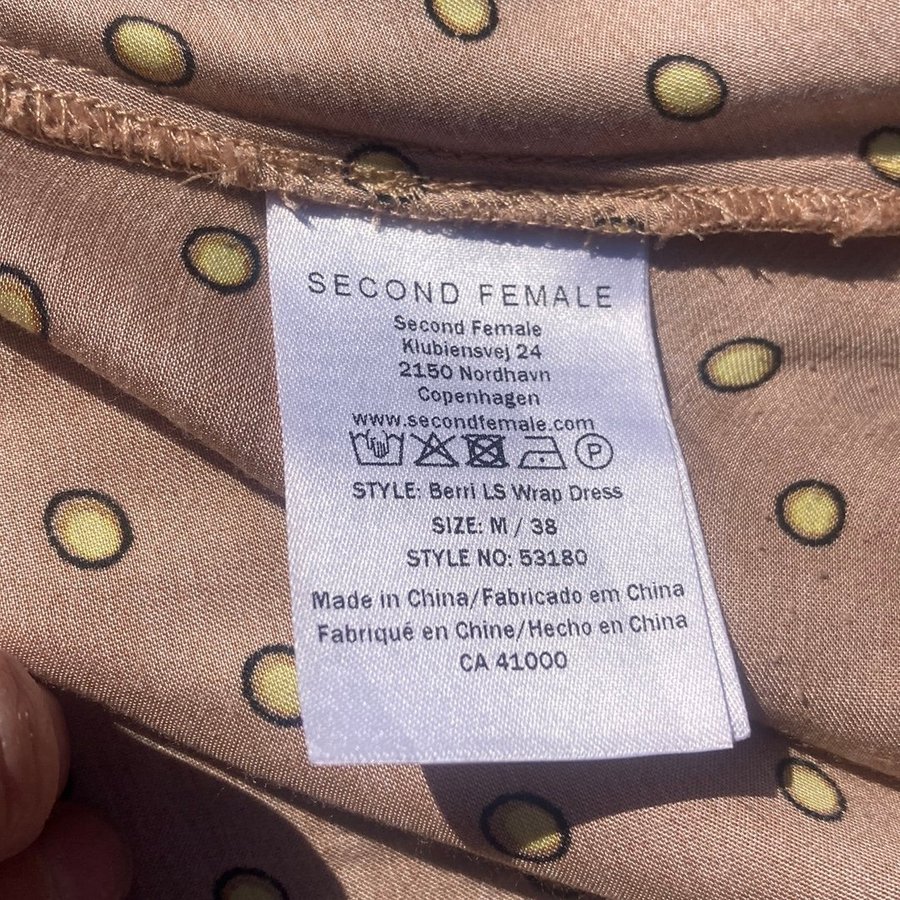 SECOND FEMALE
Second Female
Klubiensvej 24
2150 Nordhavn
Copenhagen
www.secondfemale.com
P
STYLE: Berri LS Wrap Dress
SIZE: M / 38
STYLE NO: 53180
Made in China/Fabricado em China
Fabriqué en Chine/Hecho en China
CA 41000